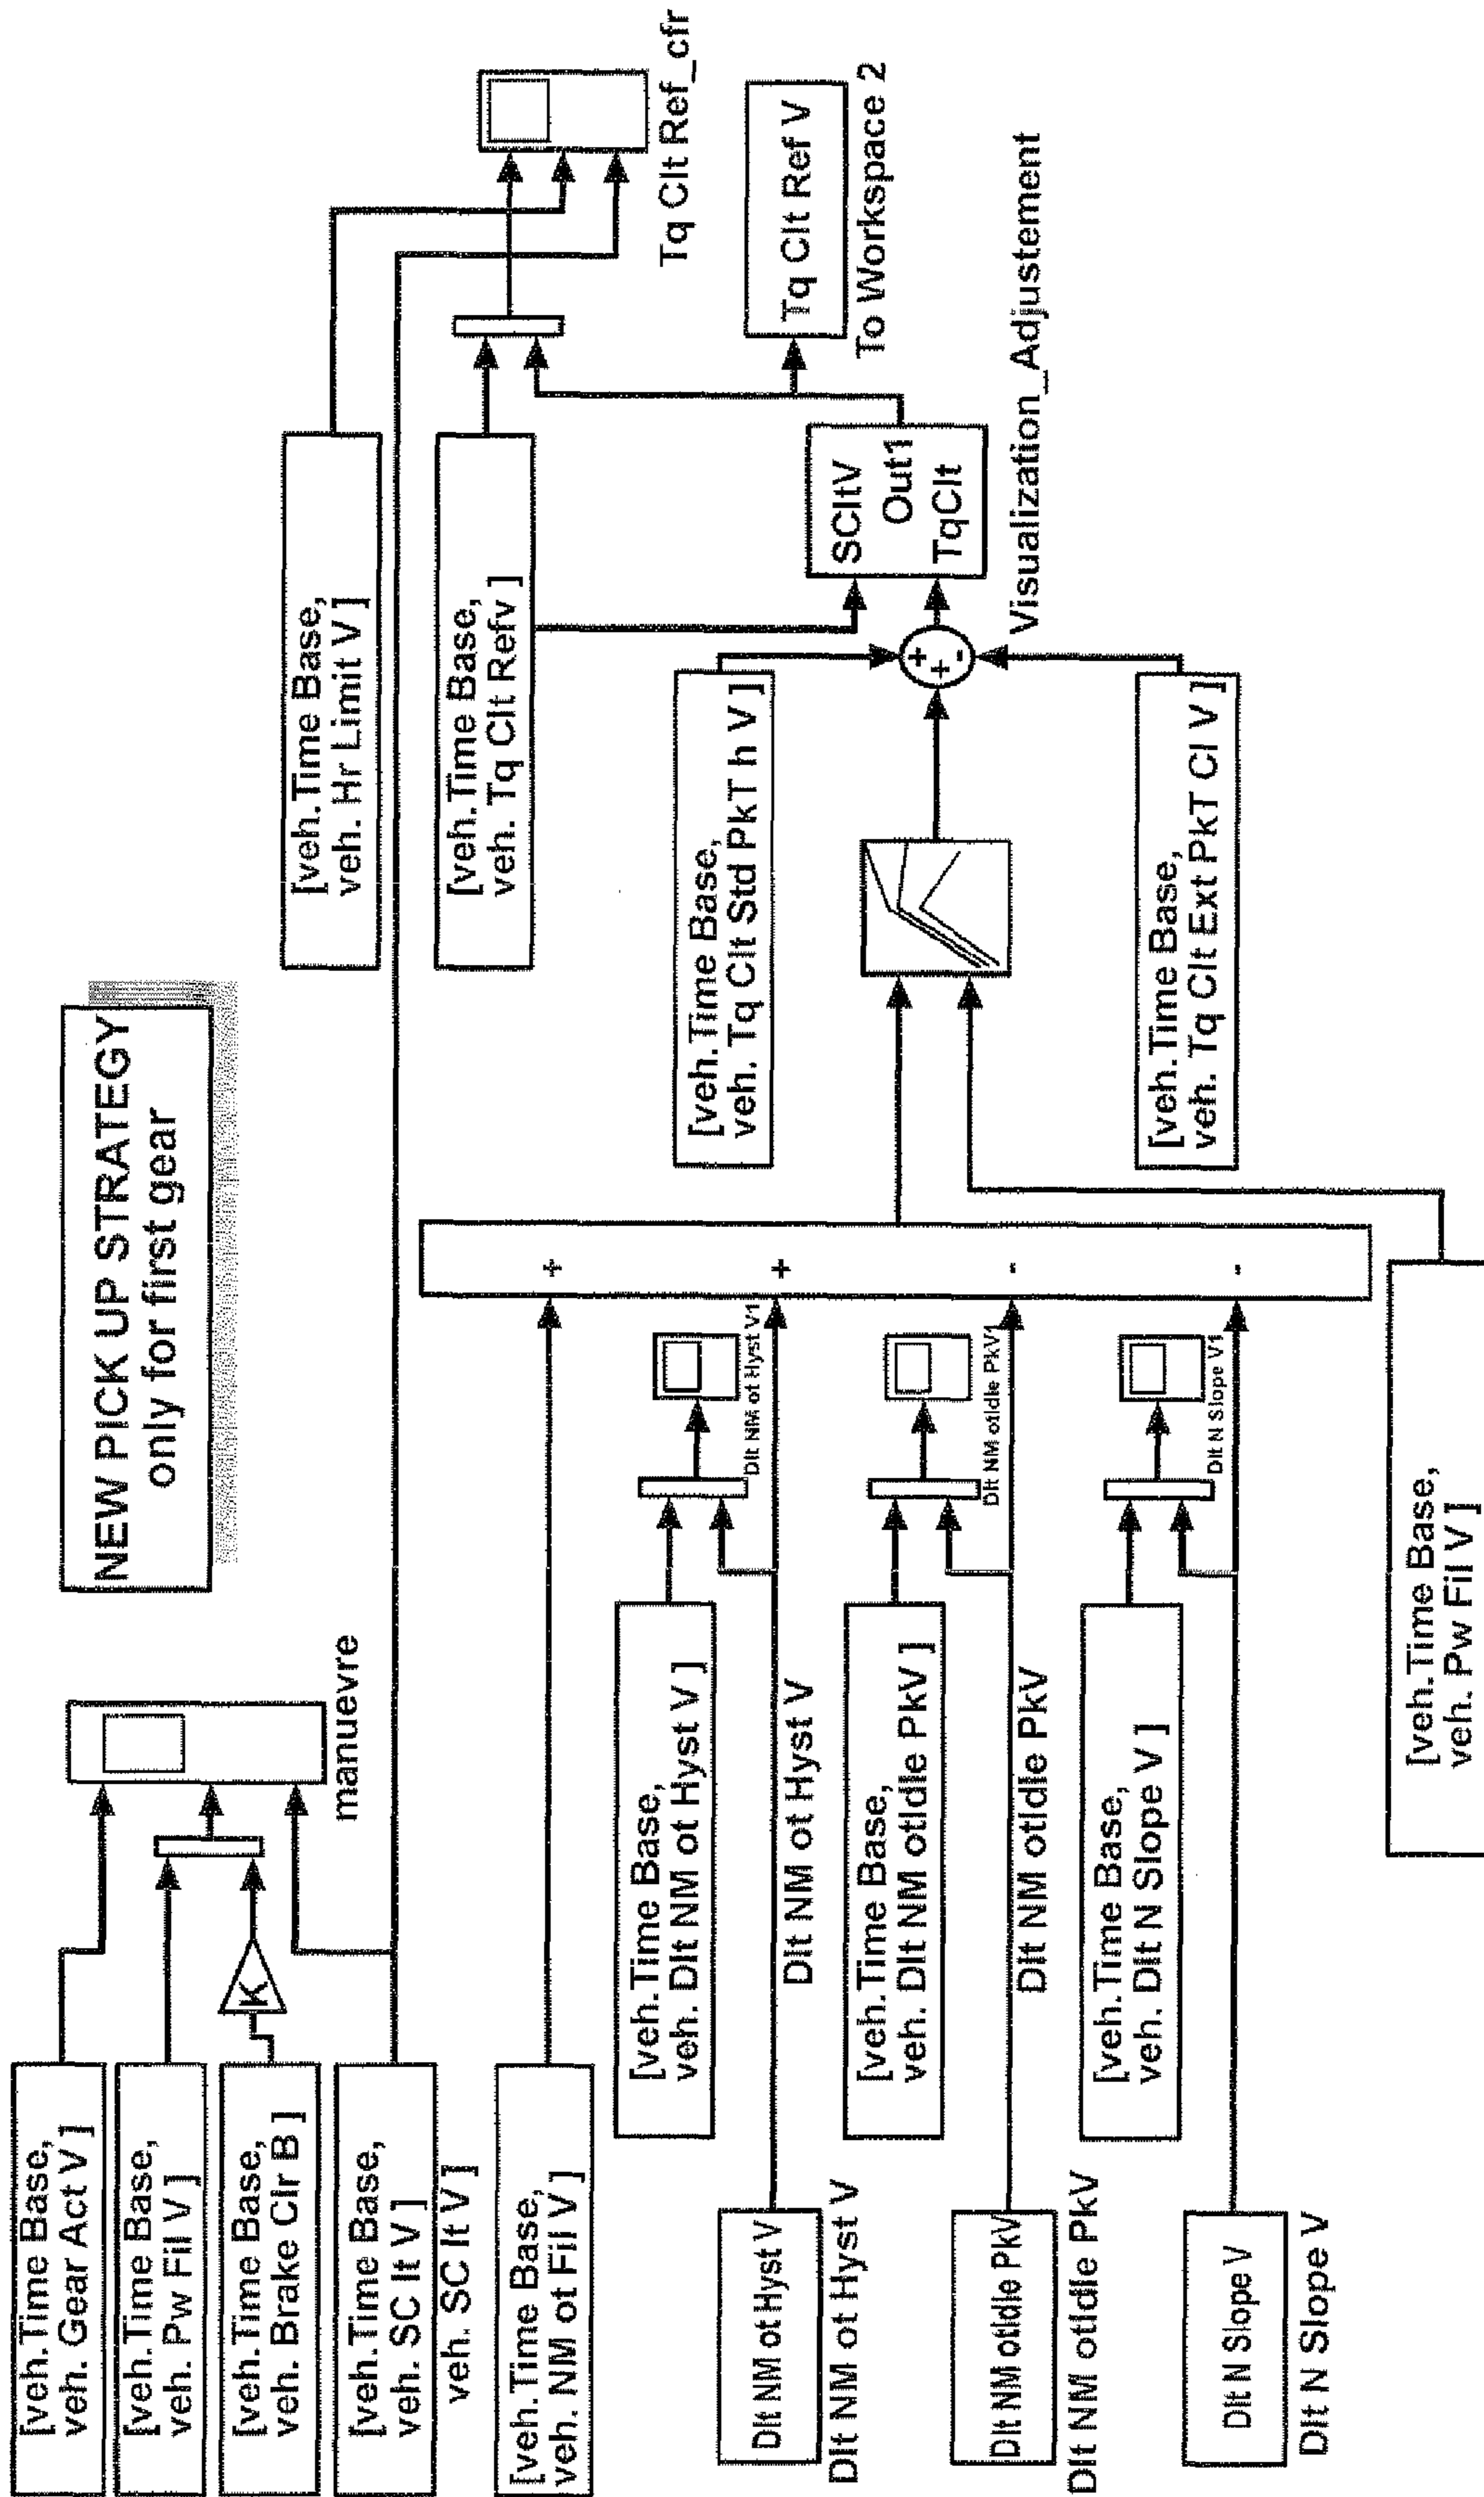 NEW PICK UP STRATEGY
only for first gear
[veh.Time Base,
veh. Gear Act V ]
[veh.Time Base,
veh. Pw Fil V ]
[veh.Time Base,
veh. Brake Clr B ]
K
[veh.Time Base,
veh. SC lt V ]
veh. SC lt V ]
manuevre
[veh.Time Base,
veh. NM ot Fil V ]
[veh.Time Base,
veh. Dlt NM ot Hyst V ]
Dlt NM ot Hyst V1
Dlt NM ot Hyst V
Dlt NM ot Hyst V
Dlt NM ot Hyst V
[veh.Time Base,
veh. Dlt NM otIdle PkV ]
Dlt NM otIdle PkV1
Dlt NM otIdle PkV
Dlt NM otIdle PkV
Dlt NM otIdle PkV
[veh.Time Base,
veh. Dlt N Slope V ]
Dlt N Slope V1
Dlt N Slope V
Dlt N Slope V
+
+
-
-
[veh.Time Base,
veh. Pw Fil V ]
[veh.Time Base,
veh. Hr Limit V ]
[veh.Time Base,
veh. Tq Clt Refv ]
[veh.Time Base,
veh. Tq Clt Std PkT h V ]
[veh.Time Base,
veh. Tq Clt Ext PkT Cl V ]
+
+
-
SCltV
Out1
TqClt
Visualization_Adjustement
Tq Clt Ref_cfr
Tq Clt Ref V
To Workspace 2